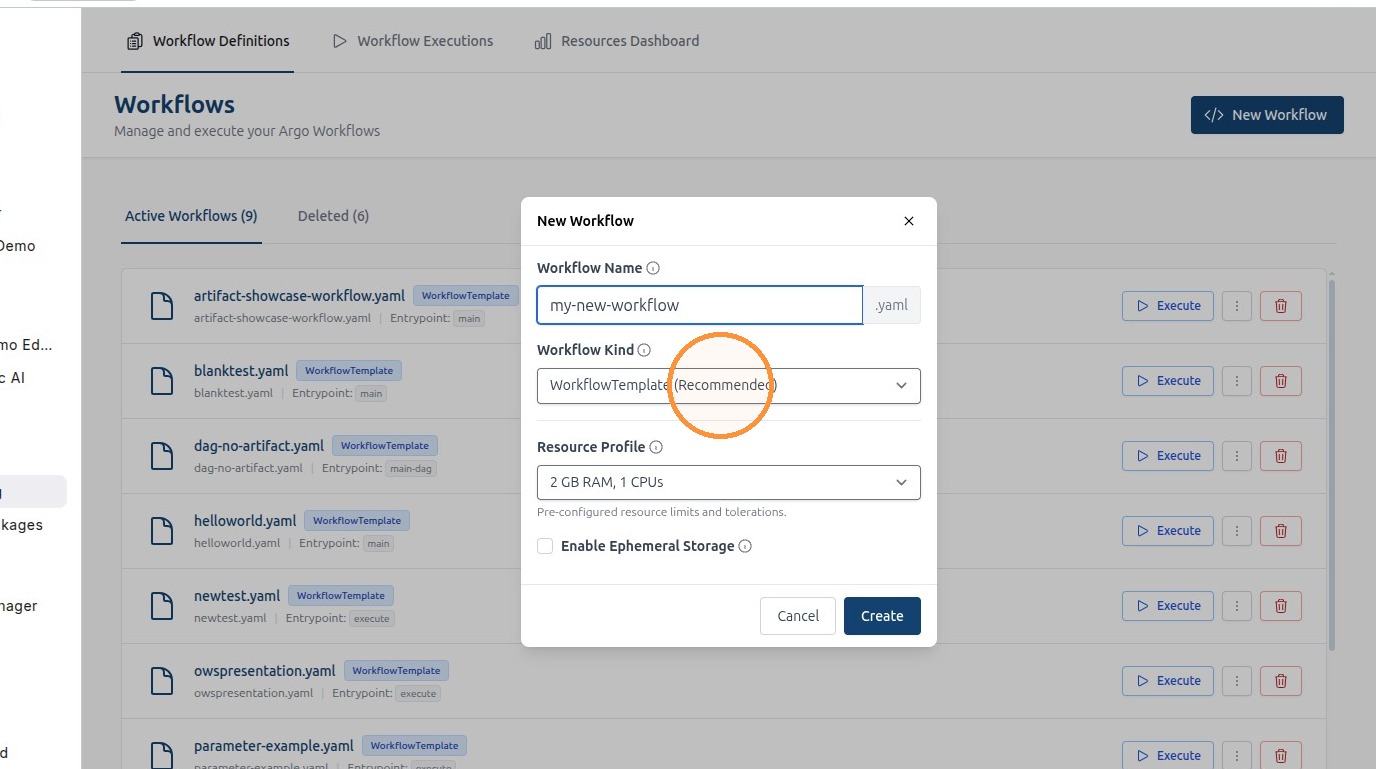 Workflow Definitions
Workflow Executions
Resources Dashboard
Workflows
Manage and execute your Argo Workflows
</> New Workflow
Active Workflows (9)
Deleted (6)
Demo
mo Ed...
c AI
kages
nager
d
artifact-showcase-workflow.yaml WorkflowTemplate
artifact-showcase-workflow.yaml | Entrypoint: main
Execute
blanktest.yaml WorkflowTemplate
blanktest.yaml | Entrypoint: main
Execute
dag-no-artifact.yaml WorkflowTemplate
dag-no-artifact.yaml | Entrypoint: main-dag
Execute
helloworld.yaml WorkflowTemplate
helloworld.yaml | Entrypoint: main
Execute
newtest.yaml WorkflowTemplate
newtest.yaml | Entrypoint: execute
Execute
owspresentation.yaml WorkflowTemplate
owspresentation.yaml | Entrypoint: execute
Execute
parameter-example.yaml WorkflowTemplate
parameter-example.yaml | Entrypoint: execute
Execute
New Workflow
Workflow Name
my-new-workflow .yaml
Workflow Kind
WorkflowTemplate (Recommended)
Resource Profile
2 GB RAM, 1 CPUs
Pre-configured resource limits and tolerations.
Enable Ephemeral Storage
Cancel
Create